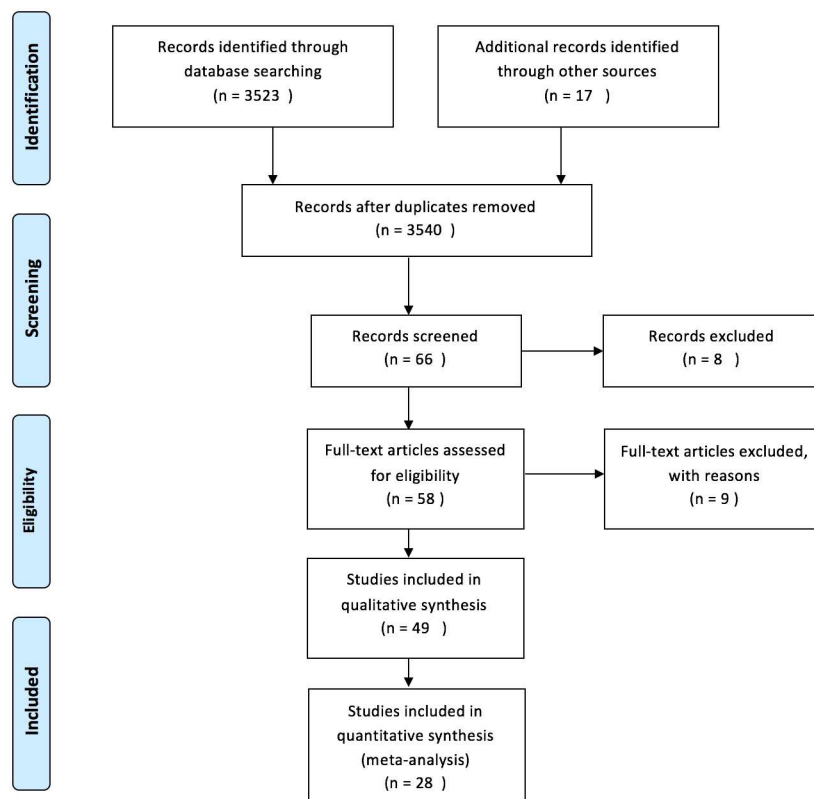 Identification
Records identified through
database searching
(n = 3523 )
Additional records identified
through other sources
(n = 17 )
Records after duplicates removed
(n = 3540 )
Screening
Records screened
(n = 66 )
Records excluded
(n = 8 )
Eligibility
Full-text articles assessed
for eligibility
(n = 58 )
Full-text articles excluded,
with reasons
(n = 9 )
Studies included in
qualitative synthesis
(n = 49 )
Included
Studies included in
quantitative synthesis
(meta-analysis)
(n = 28 )